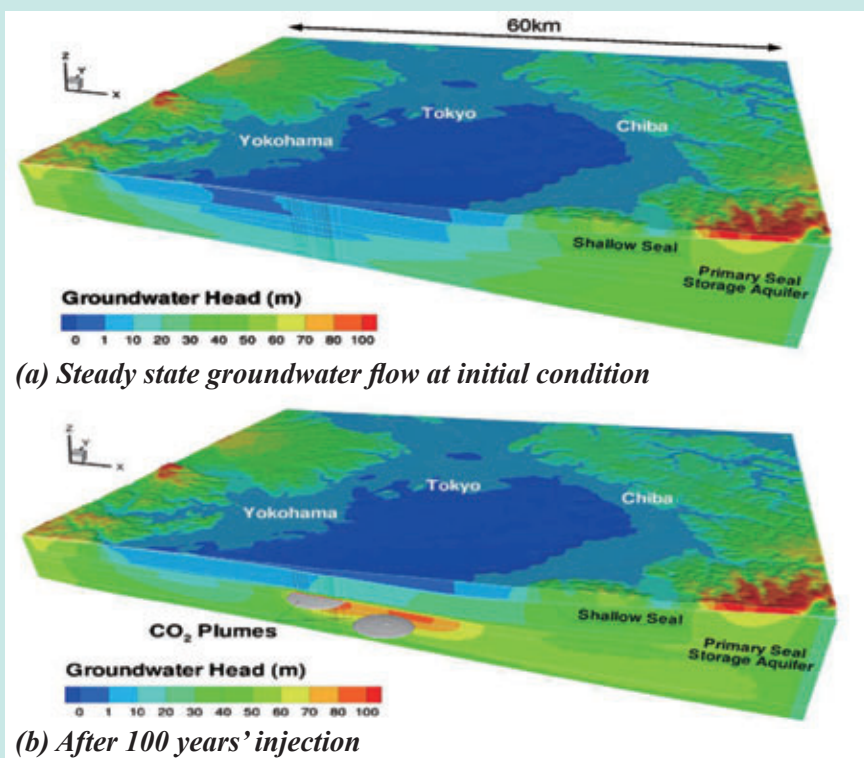 60km
Z
Y
X
Tokyo
Yokohama
Chiba
Shallow Seal
Primary Seal
Storage Aquifer
Groundwater Head (m)
0 1 10 20 30 40 50 60 70 80 100
(a) Steady state groundwater flow at initial condition
Z
Y
X
Tokyo
Yokohama
Chiba
Shallow Seal
CO₂ Plumes
Primary Seal
Storage Aquifer
Groundwater Head (m)
0 1 10 20 30 40 50 60 70 80 100
(b) After 100 years’ injection